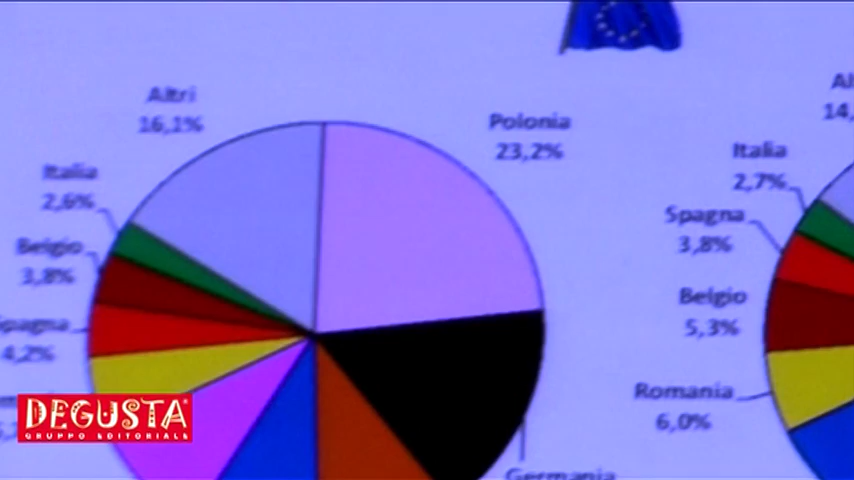 Altri
16,1%
Polonia
23,2%
Italia
2,6%
Belgio
3,8%
4,2%
Germania
14,
Italia
2,7%
Spagna
3,8%
Belgio
5,3%
Romania
6,0%
DEGUSTA
GRUPPO EDITORIALE